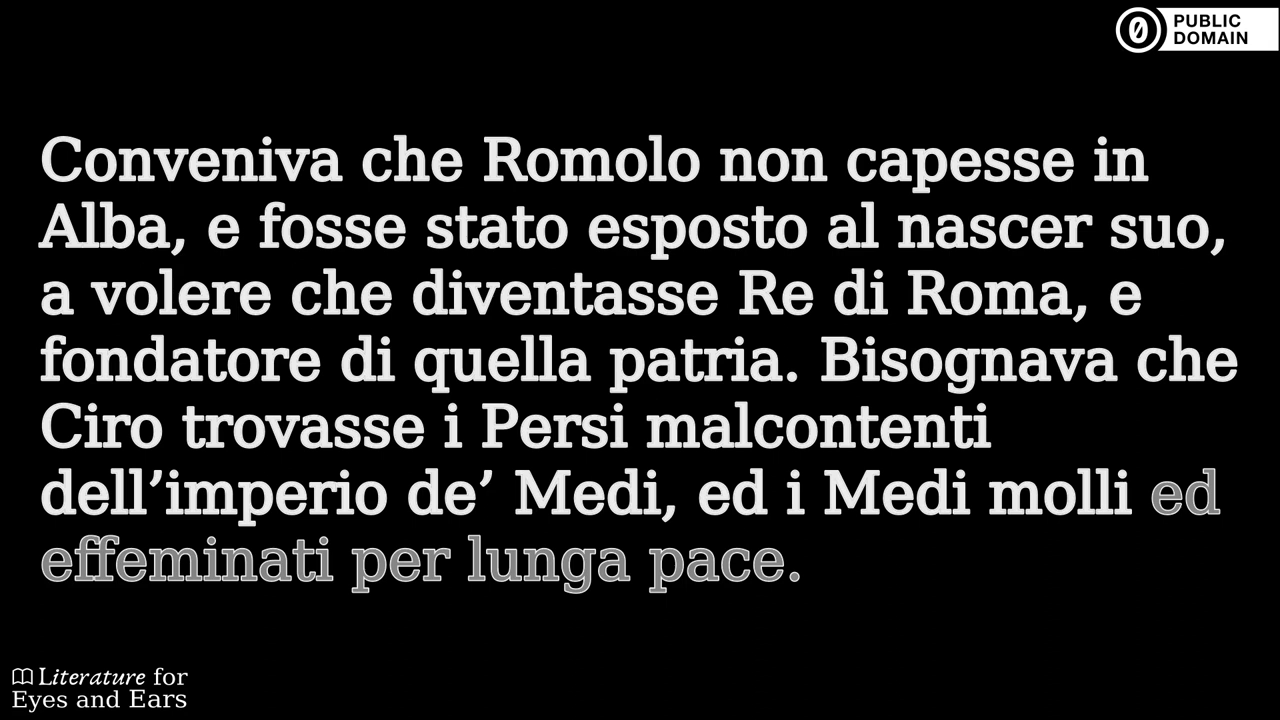 PUBLIC
DOMAIN
Conveniva che Romolo non capesse in
Alba, e fosse stato esposto al nascer suo,
a volere che diventasse Re di Roma, e
fondatore di quella patria. Bisognava che
Ciro trovasse i Persi malcontenti
dell’imperio de’ Medi, ed i Medi molli ed
effeminati per lunga pace.
Literature for
Eyes and Ears